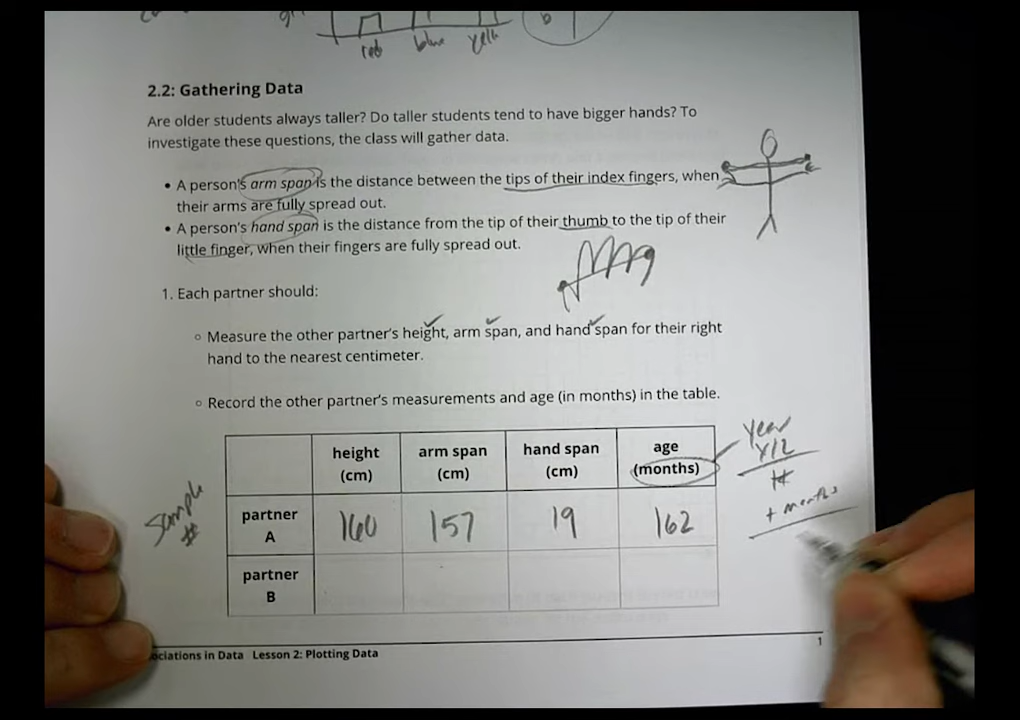 red blue yello
2.2: Gathering Data
Are older students always taller? Do taller students tend to have bigger hands? To
investigate these questions, the class will gather data.
• A person's arm span is the distance between the tips of their index fingers, when
their arms are fully spread out.
• A person's hand span is the distance from the tip of their thumb to the tip of their
little finger, when their fingers are fully spread out.
1. Each partner should:
○ Measure the other partner's height, arm span, and hand span for their right
hand to the nearest centimeter.
○ Record the other partner's measurements and age (in months) in the table.
height arm span hand span age
(cm) (cm) (cm) (months)
Year
x12
#
+ months
Sample
#
partner
A
160 157 19 162
partner
B
ociations in Data Lesson 2: Plotting Data
1